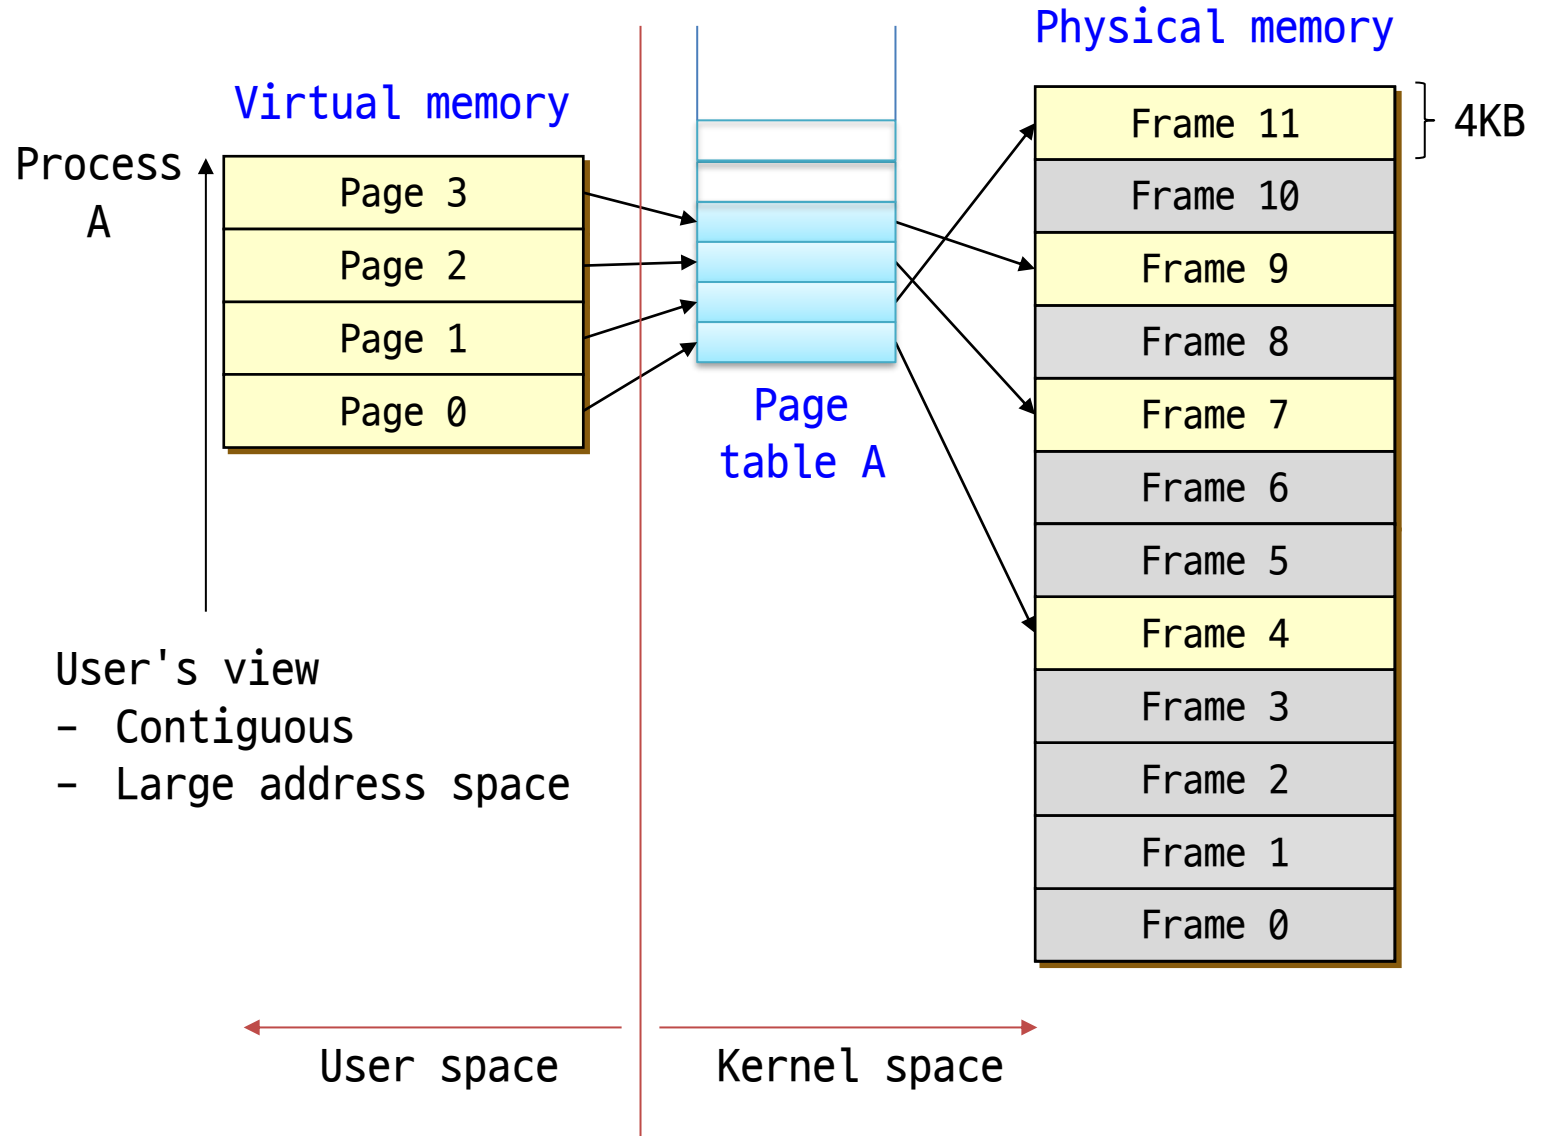 Physical memory
Virtual memory
Process
A
Page 3
Page 2
Page 1
Page 0
Page
table A
Frame 11
4KB
Frame 10
Frame 9
Frame 8
Frame 7
Frame 6
Frame 5
Frame 4
Frame 3
Frame 2
Frame 1
Frame 0
User's view
- Contiguous
- Large address space
User space
Kernel space